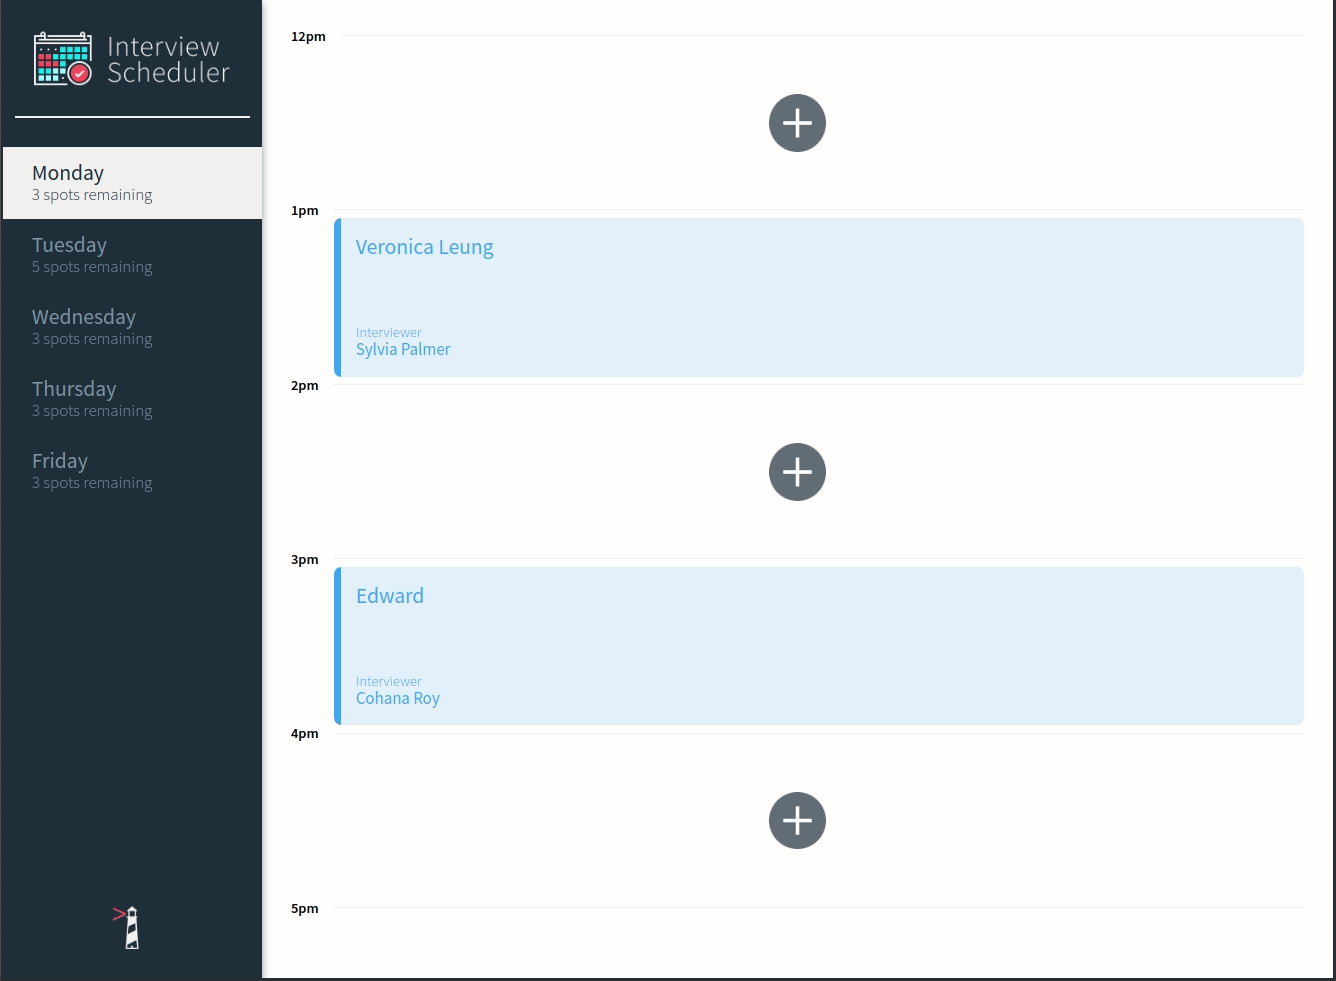 Interview
Scheduler
Monday
3 spots remaining
Tuesday
5 spots remaining
Wednesday
3 spots remaining
Thursday
3 spots remaining
Friday
3 spots remaining
12pm
1pm
Veronica Leung
Interviewer
Sylvia Palmer
2pm
3pm
Edward
Interviewer
Cohana Roy
4pm
5pm